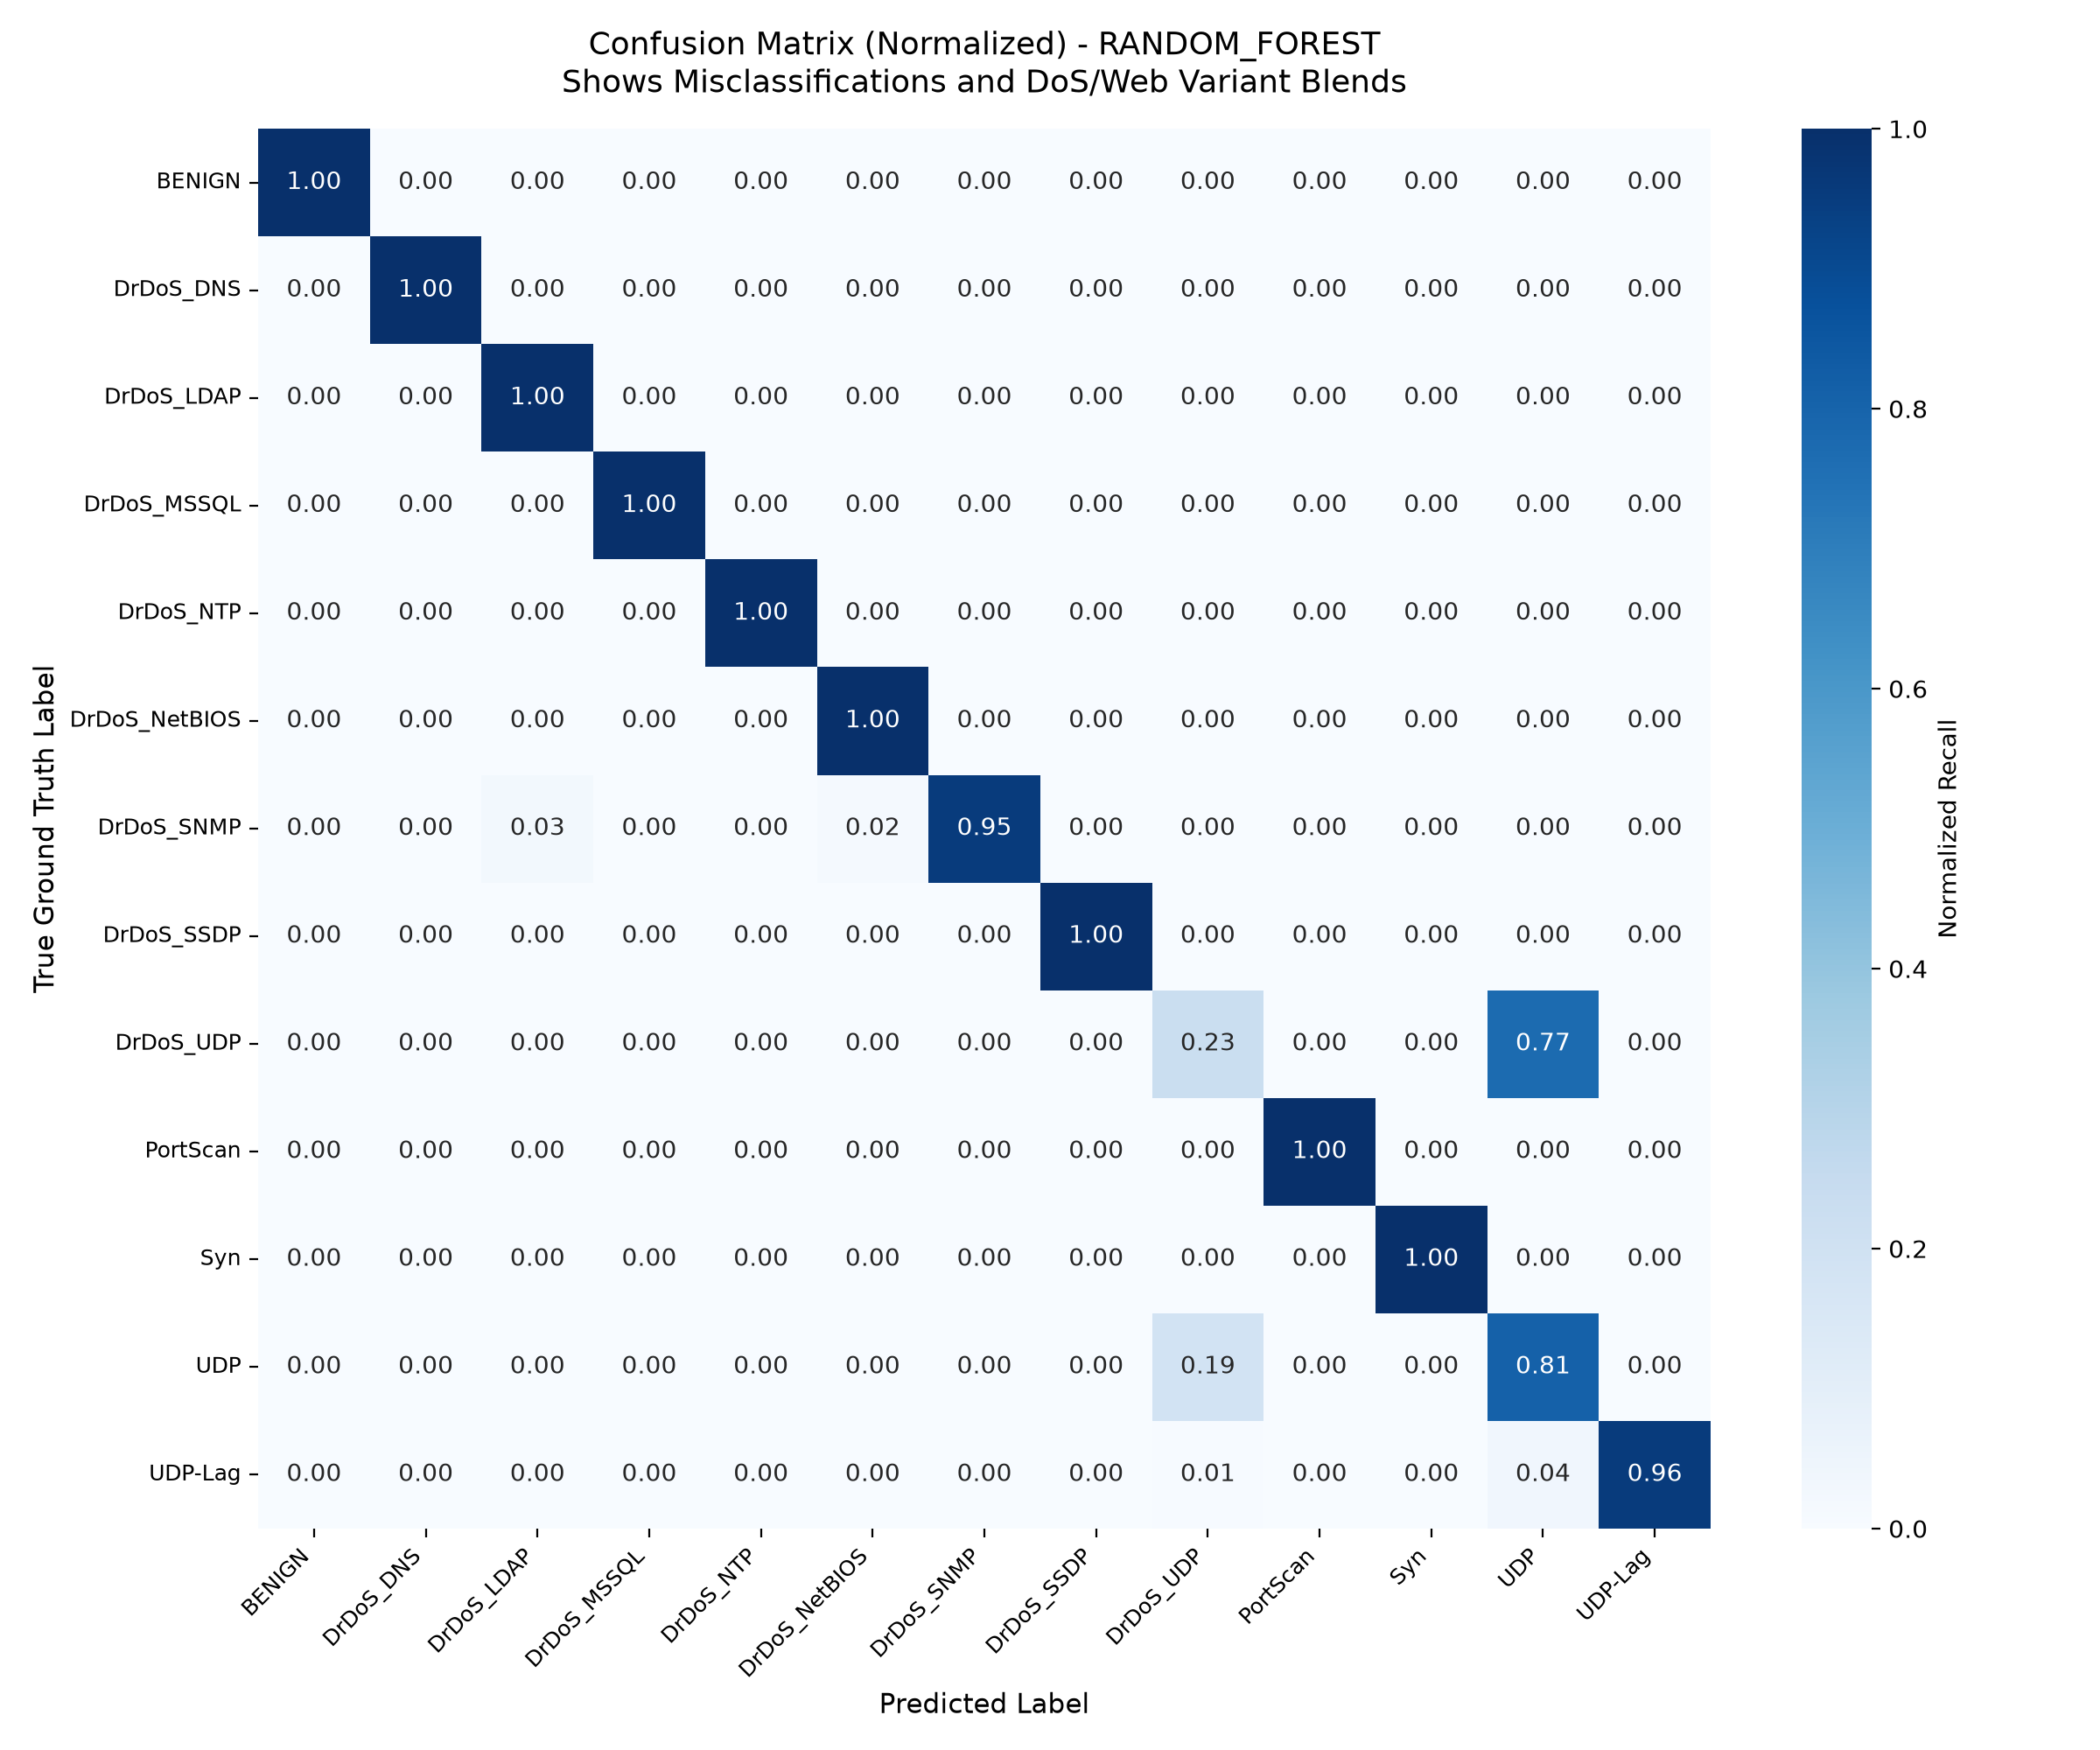 Confusion Matrix (Normalized) - RANDOM_FOREST
Shows Misclassifications and DoS/Web Variant Blends
True Ground Truth Label
BENIGN 1.00 0.00 0.00 0.00 0.00 0.00 0.00 0.00 0.00 0.00 0.00 0.00 0.00
DrDoS_DNS 0.00 1.00 0.00 0.00 0.00 0.00 0.00 0.00 0.00 0.00 0.00 0.00 0.00
DrDoS_LDAP 0.00 0.00 1.00 0.00 0.00 0.00 0.00 0.00 0.00 0.00 0.00 0.00 0.00
DrDoS_MSSQL 0.00 0.00 0.00 1.00 0.00 0.00 0.00 0.00 0.00 0.00 0.00 0.00 0.00
DrDoS_NTP 0.00 0.00 0.00 0.00 1.00 0.00 0.00 0.00 0.00 0.00 0.00 0.00 0.00
DrDoS_NetBIOS 0.00 0.00 0.00 0.00 0.00 1.00 0.00 0.00 0.00 0.00 0.00 0.00 0.00
DrDoS_SNMP 0.00 0.00 0.03 0.00 0.00 0.02 0.95 0.00 0.00 0.00 0.00 0.00 0.00
DrDoS_SSDP 0.00 0.00 0.00 0.00 0.00 0.00 0.00 1.00 0.00 0.00 0.00 0.00 0.00
DrDoS_UDP 0.00 0.00 0.00 0.00 0.00 0.00 0.00 0.00 0.23 0.00 0.00 0.77 0.00
PortScan 0.00 0.00 0.00 0.00 0.00 0.00 0.00 0.00 0.00 1.00 0.00 0.00 0.00
Syn 0.00 0.00 0.00 0.00 0.00 0.00 0.00 0.00 0.00 0.00 1.00 0.00 0.00
UDP 0.00 0.00 0.00 0.00 0.00 0.00 0.00 0.00 0.19 0.00 0.00 0.81 0.00
UDP-Lag 0.00 0.00 0.00 0.00 0.00 0.00 0.00 0.00 0.01 0.00 0.00 0.04 0.96
BENIGN DrDoS_DNS DrDoS_LDAP DrDoS_MSSQL DrDoS_NTP DrDoS_NetBIOS DrDoS_SNMP DrDoS_SSDP DrDoS_UDP PortScan Syn UDP UDP-Lag
Predicted Label
1.0
0.8
0.6
0.4
0.2
0.0
Normalized Recall